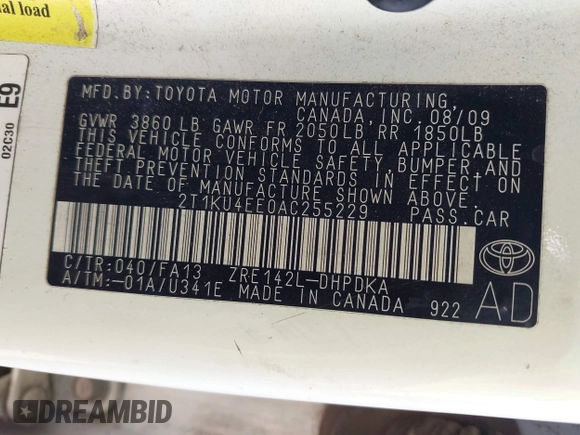 nal load
E9
02C30
MFD.BY:TOYOTA MOTOR MANUFACTURING,
CANADA,INC.08/09
GVWR 3860LB GAWR FR 2050LB RR 1850LB
THIS VEHICLE CONFORMS TO ALL APPLICABLE
FEDERAL MOTOR VEHICLE SAFETY,BUMPER,AND
THEFT PREVENTION STANDARDS IN EFFECT ON
THE DATE OF MANUFACTURE SHOWN ABOVE.
2T1KU4EE0AC255229 PASS.CAR
C/TR:040/FA13 ZRE142L-DHPDKA
A/TM:-01A/U341E MADE IN CANADA 922
AD
DREAMBID